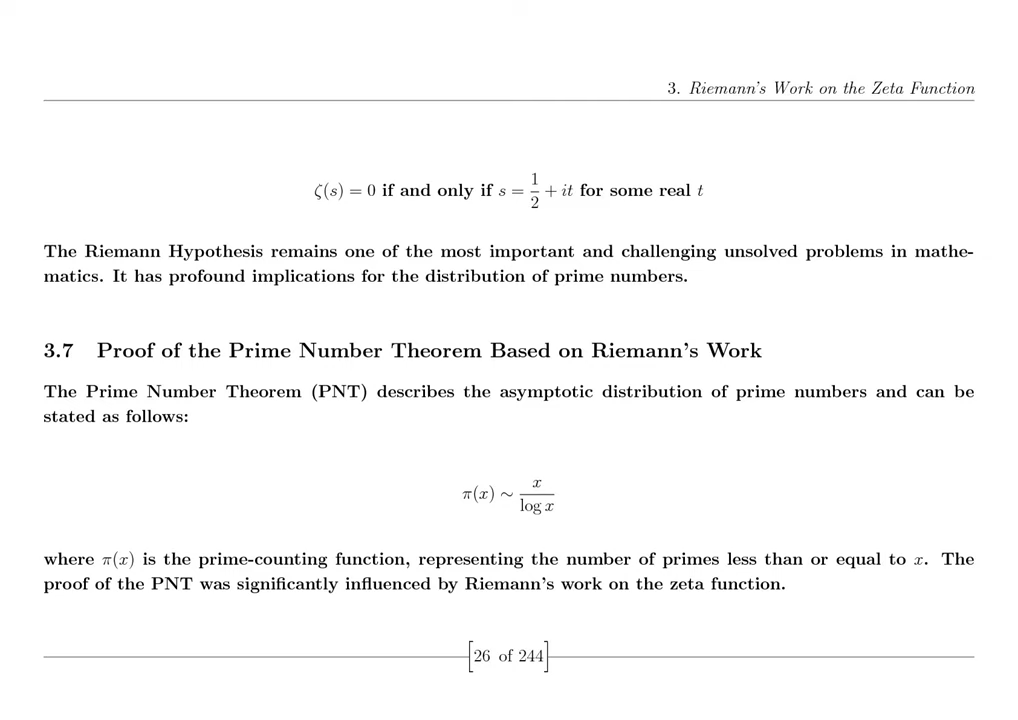 3. Riemann's Work on the Zeta Function
ζ(s) = 0 if and only if s = 1/2 + it for some real t
The Riemann Hypothesis remains one of the most important and challenging unsolved problems in mathe-
matics. It has profound implications for the distribution of prime numbers.
3.7 Proof of the Prime Number Theorem Based on Riemann's Work
The Prime Number Theorem (PNT) describes the asymptotic distribution of prime numbers and can be
stated as follows:
π(x) ∼ x/log x
where π(x) is the prime-counting function, representing the number of primes less than or equal to x. The
proof of the PNT was significantly influenced by Riemann's work on the zeta function.
[26 of 244]